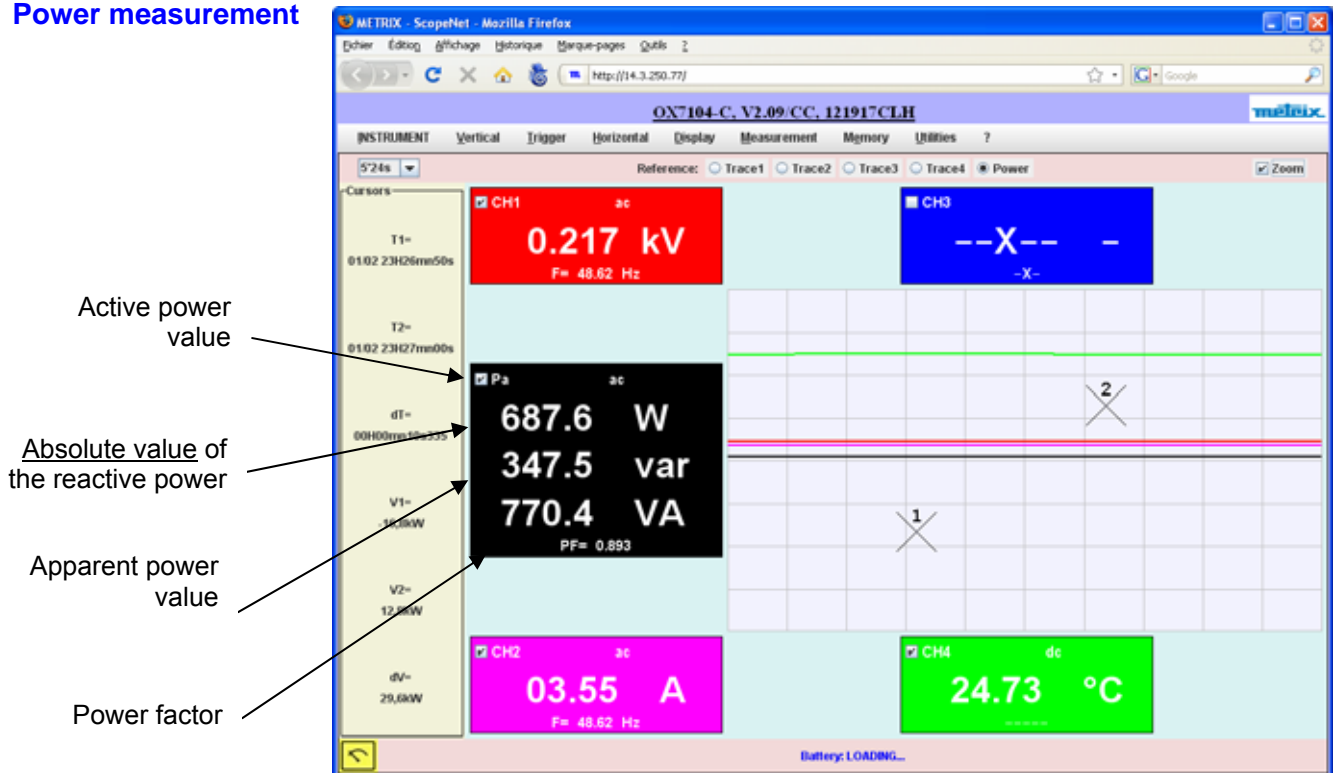 Power measurement
METRIX - ScopeNet - Mozilla Firefox
Fichier Édition Affichage Historique Marque-pages Outils ?
http://14.3.250.77/
Google
OX7104-C, V2.09/CC, 121917CLH
metrix
INSTRUMENT Vertical Trigger Horizontal Display Measurement Memory Utilities ?
5'24s Reference: Trace1 Trace2 Trace3 Trace4 Power Zoom
Cursors
T1=
01/02 23H26mn50s
T2=
01/02 23H27mn00s
dT=
V1=
V2=
dV=
29,6kW
CH1 ac
0.217 kV
F= 48.62 Hz
CH3
--X-- -
-X-
Active power
value
Absolute value of
the reactive power
Apparent power
value
Power factor
Pa ac
687.6 W
347.5 var
770.4 VA
PF= 0.893
2
1
CH2 ac
03.55 A
F= 48.62 Hz
CH4 dc
24.73 °C
-----
Battery: LOADING...